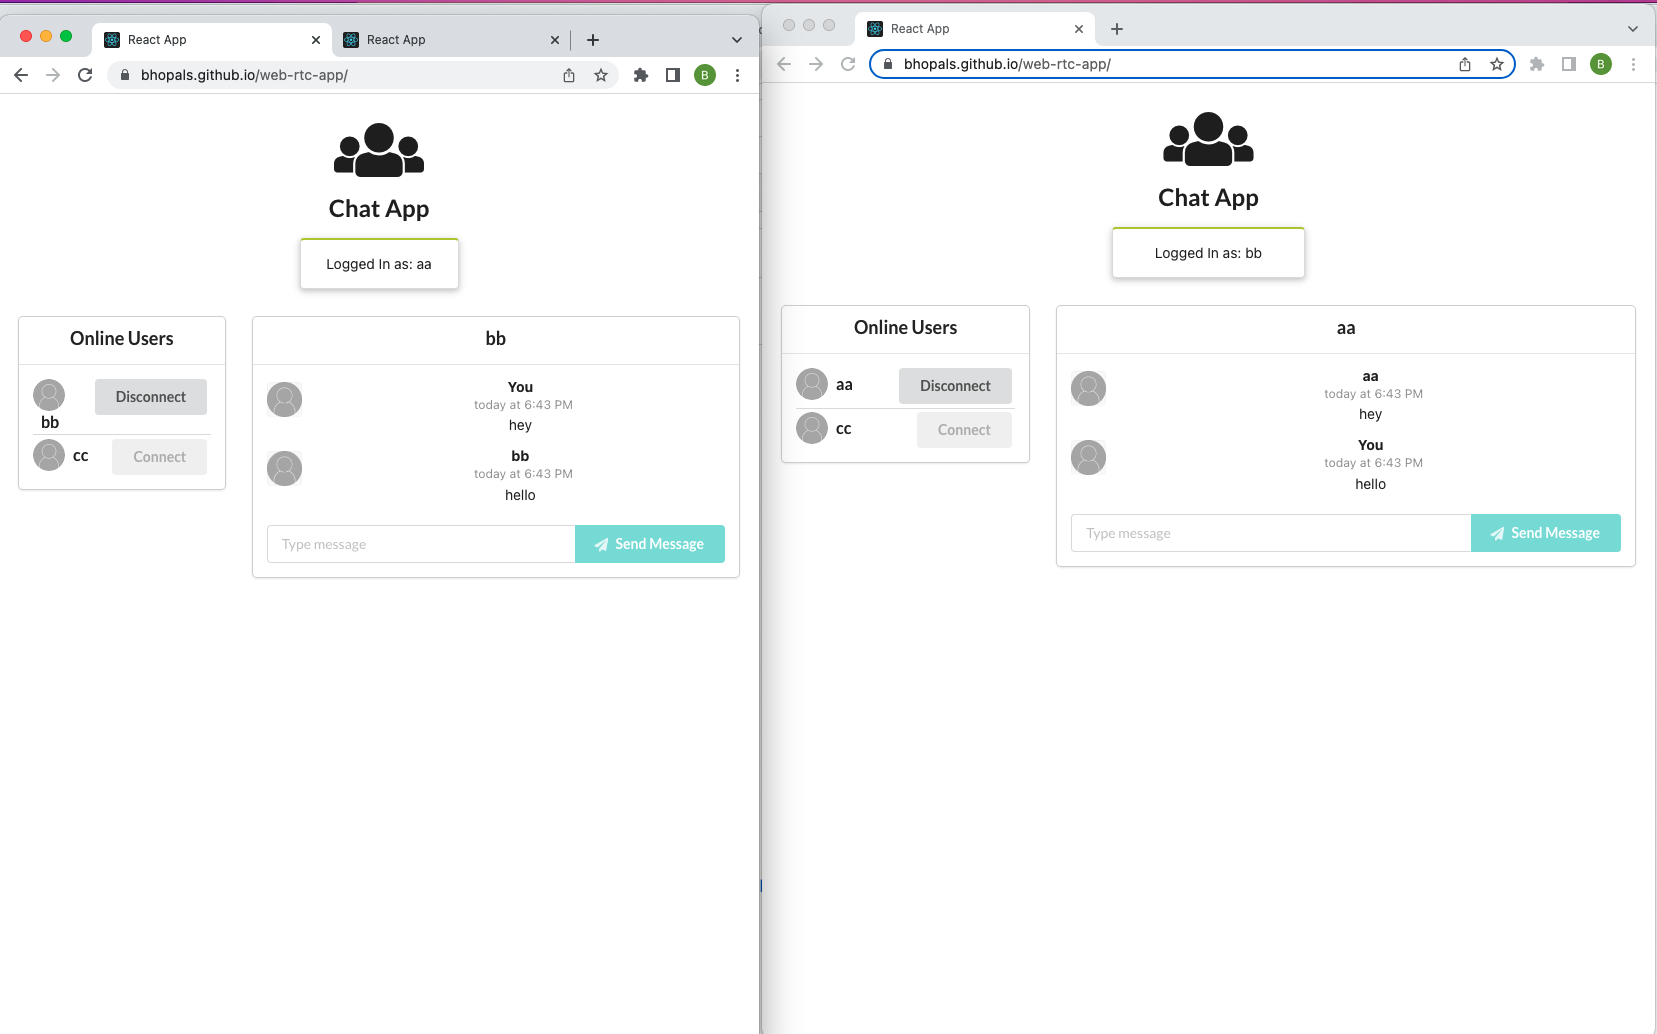 React App
React App
bhopals.github.io/web-rtc-app/
B
Chat App
Logged In as: aa
Online Users
Disconnect
bb
cc
Connect
bb
You
today at 6:43 PM
hey
bb
today at 6:43 PM
hello
Type message
Send Message
React App
bhopals.github.io/web-rtc-app/
B
Chat App
Logged In as: bb
Online Users
aa
Disconnect
cc
Connect
aa
aa
today at 6:43 PM
hey
You
today at 6:43 PM
hello
Type message
Send Message